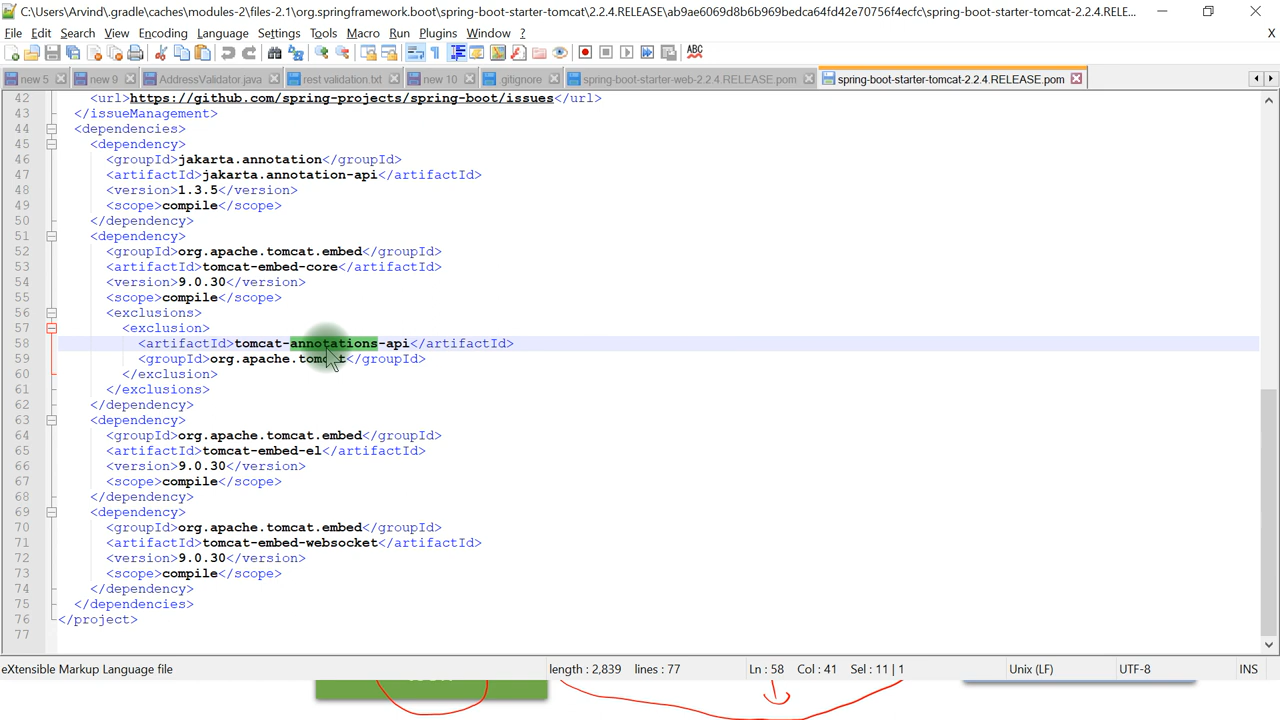 C:\Users\Arvind\.gradle\caches\modules-2\files-2.1\org.springframework.boot\spring-boot-starter-tomcat\2.2.4.RELEASE\ab9ae6069d8b6b969bedca64fd42e70756f4ecfc\spring-boot-starter-tomcat-2.2.4.RELE...
File Edit Search View Encoding Language Settings Tools Macro Run Plugins Window ?
X
ABC
new 5 new 9 AddressValidator.java rest validation.txt new 10 .gitignore spring-boot-starter-web-2.2.4.RELEASE.pom spring-boot-starter-tomcat-2.2.4.RELEASE.pom
42 <url>https://github.com/spring-projects/spring-boot/issues</url>
43 </issueManagement>
44 <dependencies>
45 <dependency>
46 <groupId>jakarta.annotation</groupId>
47 <artifactId>jakarta.annotation-api</artifactId>
48 <version>1.3.5</version>
49 <scope>compile</scope>
50 </dependency>
51 <dependency>
52 <groupId>org.apache.tomcat.embed</groupId>
53 <artifactId>tomcat-embed-core</artifactId>
54 <version>9.0.30</version>
55 <scope>compile</scope>
56 <exclusions>
57 <exclusion>
58 <artifactId>tomcat-annotations-api</artifactId>
59 <groupId>org.apache.tomcat</groupId>
60 </exclusion>
61 </exclusions>
62 </dependency>
63 <dependency>
64 <groupId>org.apache.tomcat.embed</groupId>
65 <artifactId>tomcat-embed-el</artifactId>
66 <version>9.0.30</version>
67 <scope>compile</scope>
68 </dependency>
69 <dependency>
70 <groupId>org.apache.tomcat.embed</groupId>
71 <artifactId>tomcat-embed-websocket</artifactId>
72 <version>9.0.30</version>
73 <scope>compile</scope>
74 </dependency>
75 </dependencies>
76 </project>
77
eXtensible Markup Language file length : 2,839 lines : 77 Ln : 58 Col : 41 Sel : 11 | 1 Unix (LF) UTF-8 INS